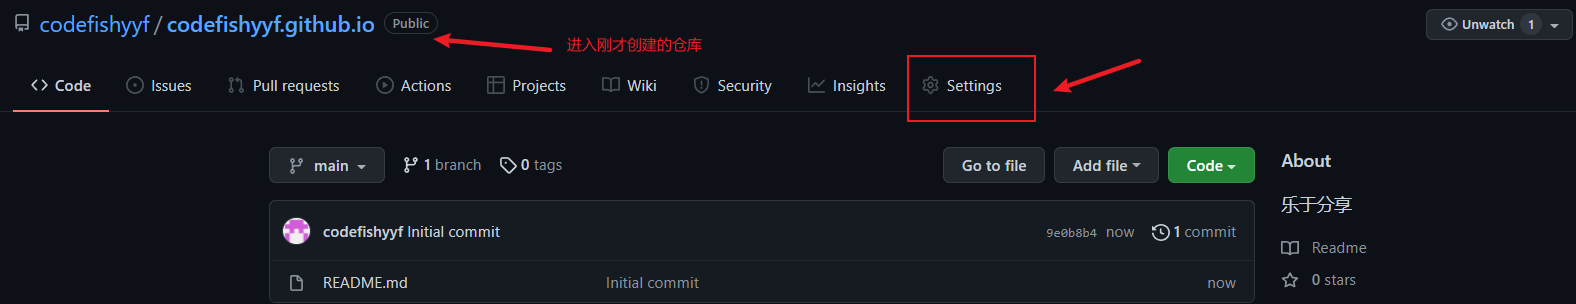 codefishyyf / codefishyyf.github.io Public
进入刚才创建的仓库
Unwatch 1
Code Issues Pull requests Actions Projects Wiki Security Insights Settings
main 1 branch 0 tags Go to file Add file Code
About
乐于分享
codefishyyf Initial commit 9e0b8b4 now 1 commit
Readme
README.md Initial commit now
0 stars